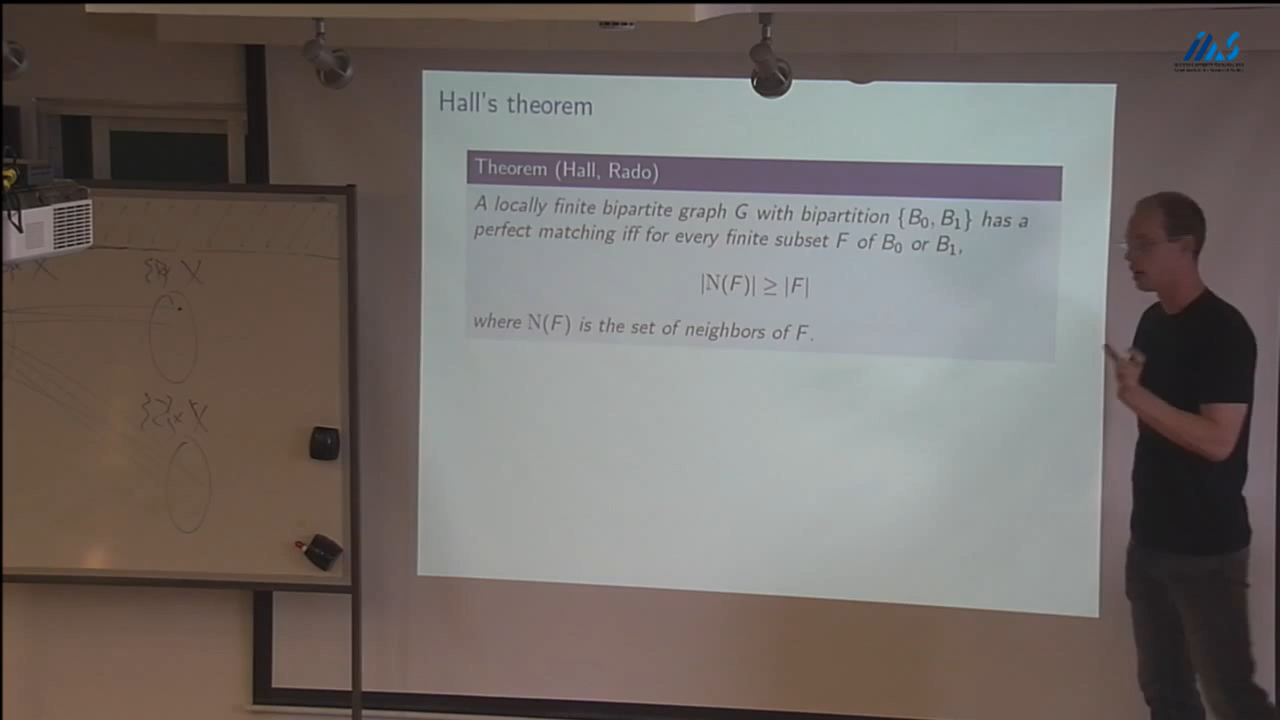 Hall's theorem
Theorem (Hall, Rado)
A locally finite bipartite graph G with bipartition {B₀, B₁} has a
perfect matching iff for every finite subset F of B₀ or B₁,
|N(F)| ≥ |F|
where N(F) is the set of neighbors of F.
{2}× X